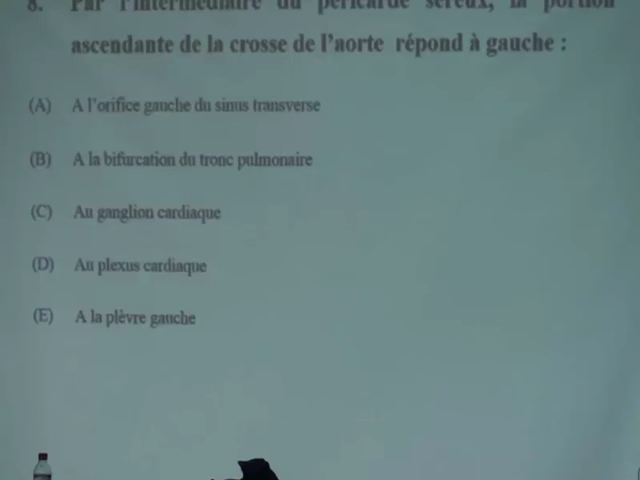 8. Par l'intermédiaire du péricarde séreux, la portion
ascendante de la crosse de l'aorte répond à gauche :
(A) A l'orifice gauche du sinus transverse
(B) A la bifurcation du tronc pulmonaire
(C) Au ganglion cardiaque
(D) Au plexus cardiaque
(E) A la plèvre gauche